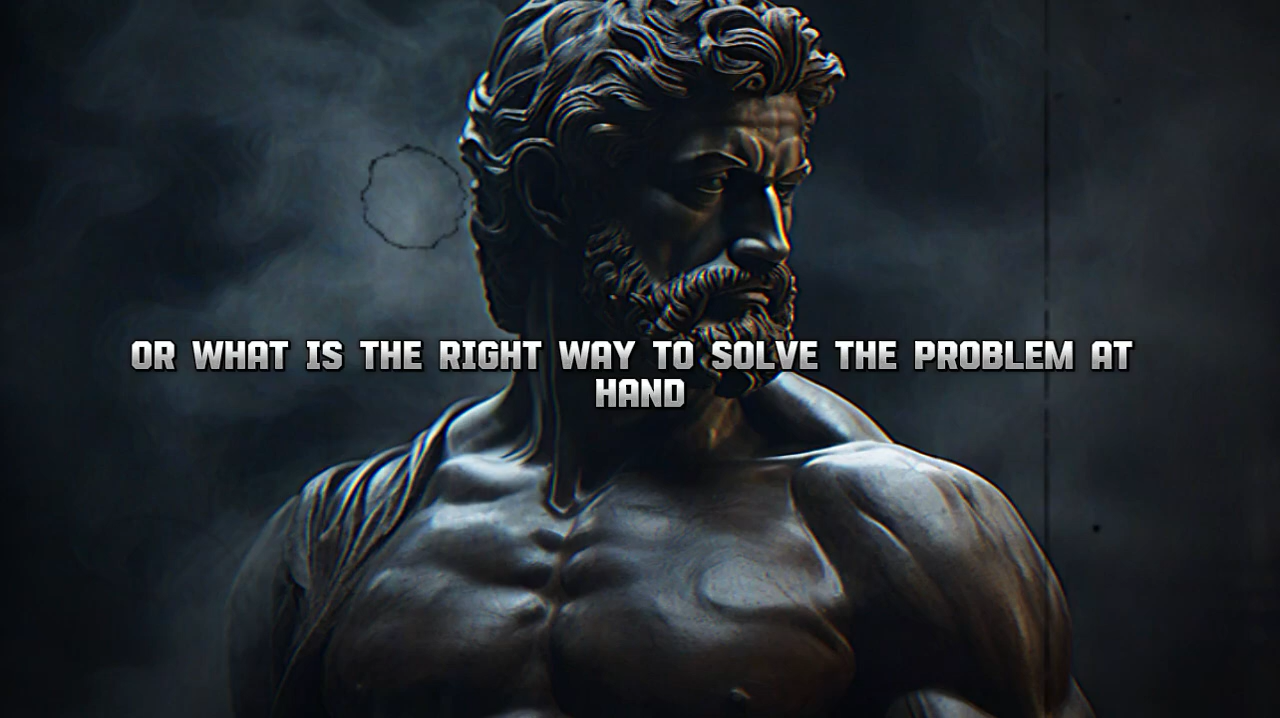 OR WHAT IS THE RIGHT WAY TO SOLVE THE PROBLEM AT
HAND